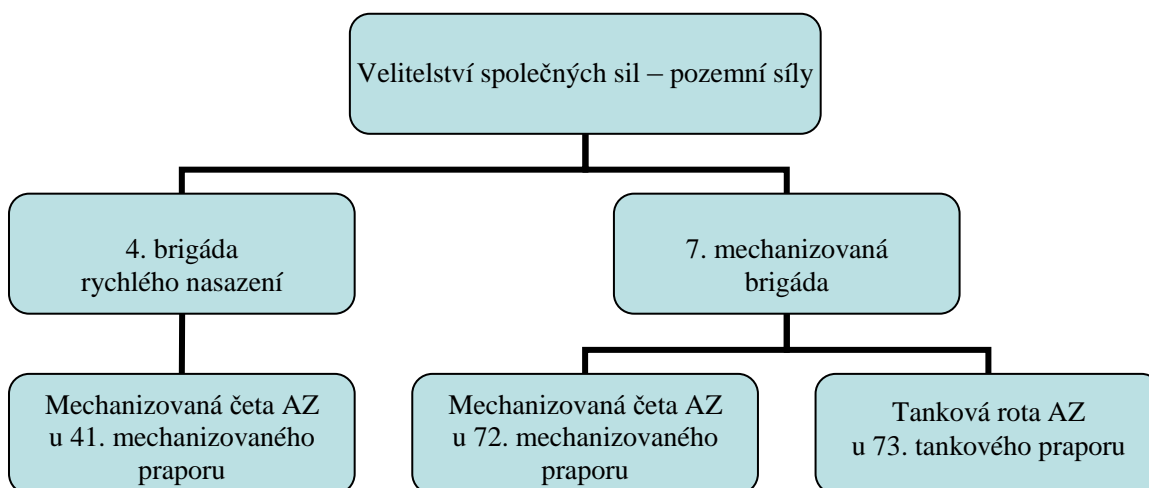 Velitelství společných sil – pozemní síly
4. brigáda
rychlého nasazení
7. mechanizovaná
brigáda
Mechanizovaná četa AZ
u 41. mechanizovaného
praporu
Mechanizovaná četa AZ
u 72. mechanizovaného
praporu
Tanková rota AZ
u 73. tankového praporu